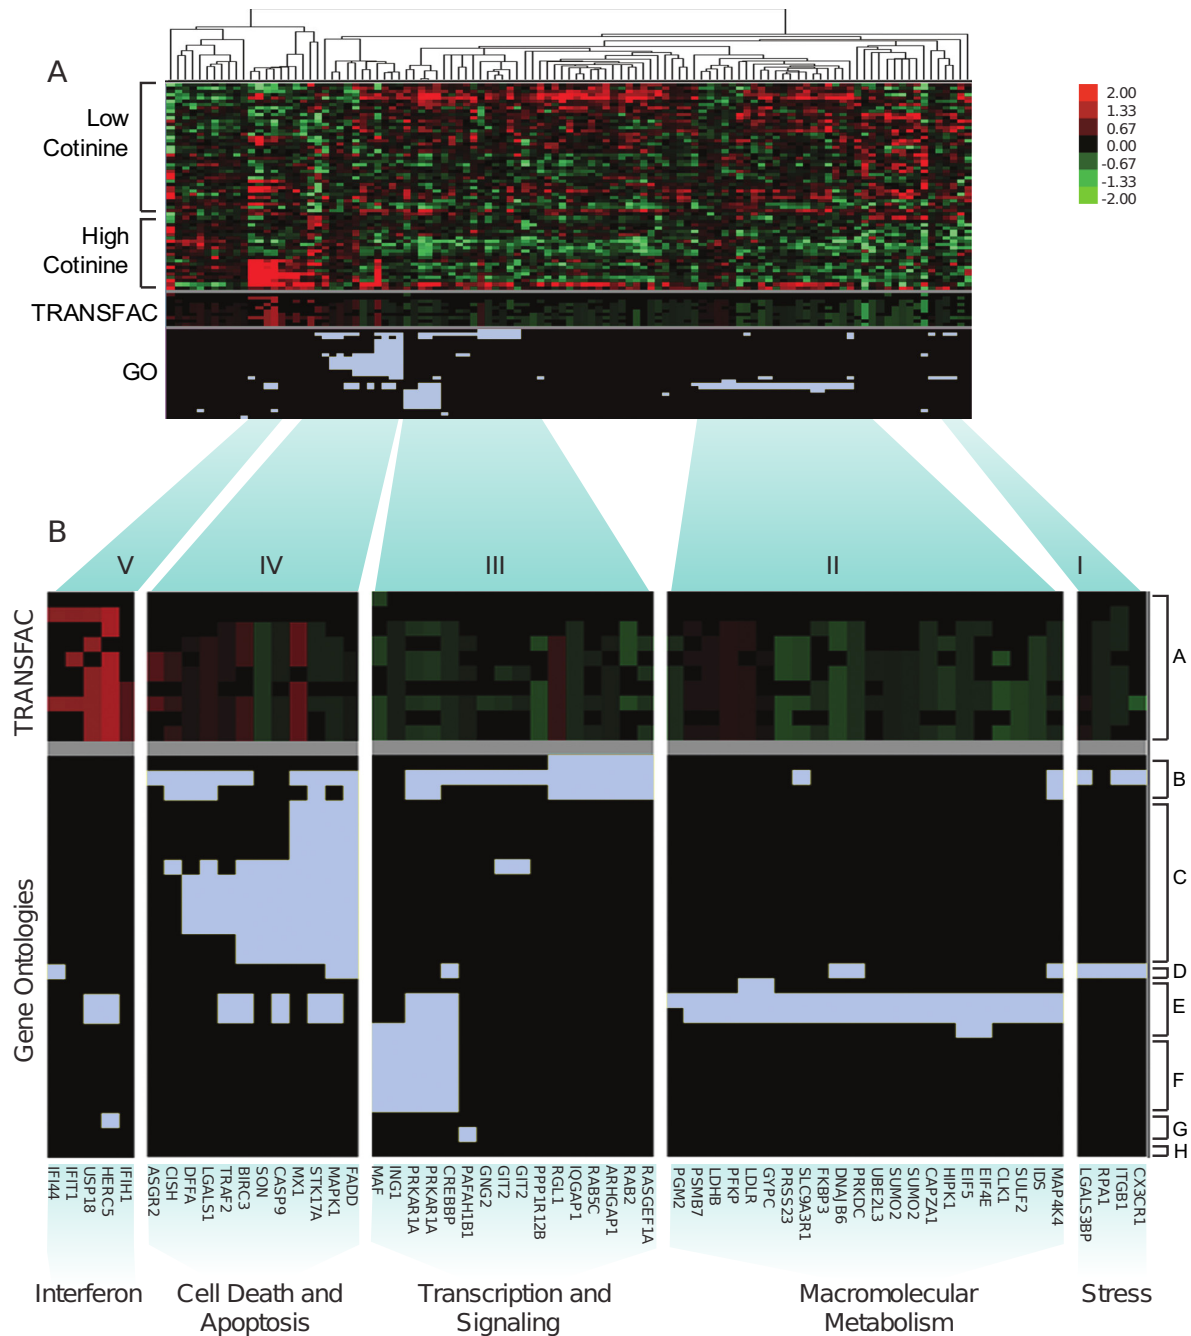 A
Low
Cotinine
High
Cotinine
TRANSFAC
GO
2.00
1.33
0.67
0.00
-0.67
-1.33
-2.00
B
V
IV
III
II
I
TRANSFAC
Gene Ontologies
A
B
C
D
E
F
G
H
IFI44
IFIT1
USP18
HERC5
IFIH1
ASGR2
CISH
DFFA
LGALS1
TRAF2
BIRC3
SON
CASP9
MX1
STK17A
MAPK1
FADD
MAF
ING1
PRKAR1A
PRKAR1A
CREBBP
PAFAH1B1
GNG2
GIT2
GIT2
PPP1R12B
RGL1
IQGAP1
RAB5C
ARHGAP1
RAB2
RASGEF1A
PGM2
PSMB7
LDHB
PFKP
LDLR
GYPC
PRSS23
SLC9A3R1
FKBP3
DNAJB6
PRKDC
UBE2L3
SUMO2
SUMO2
CAPZA1
HIPK1
EIF5
EIF4E
CLK1
SULF2
IDS
MAP4K4
LGALS3BP
RPA1
ITGB1
CX3CR1
Interferon
Cell Death and
Apoptosis
Transcription and
Signaling
Macromolecular
Metabolism
Stress